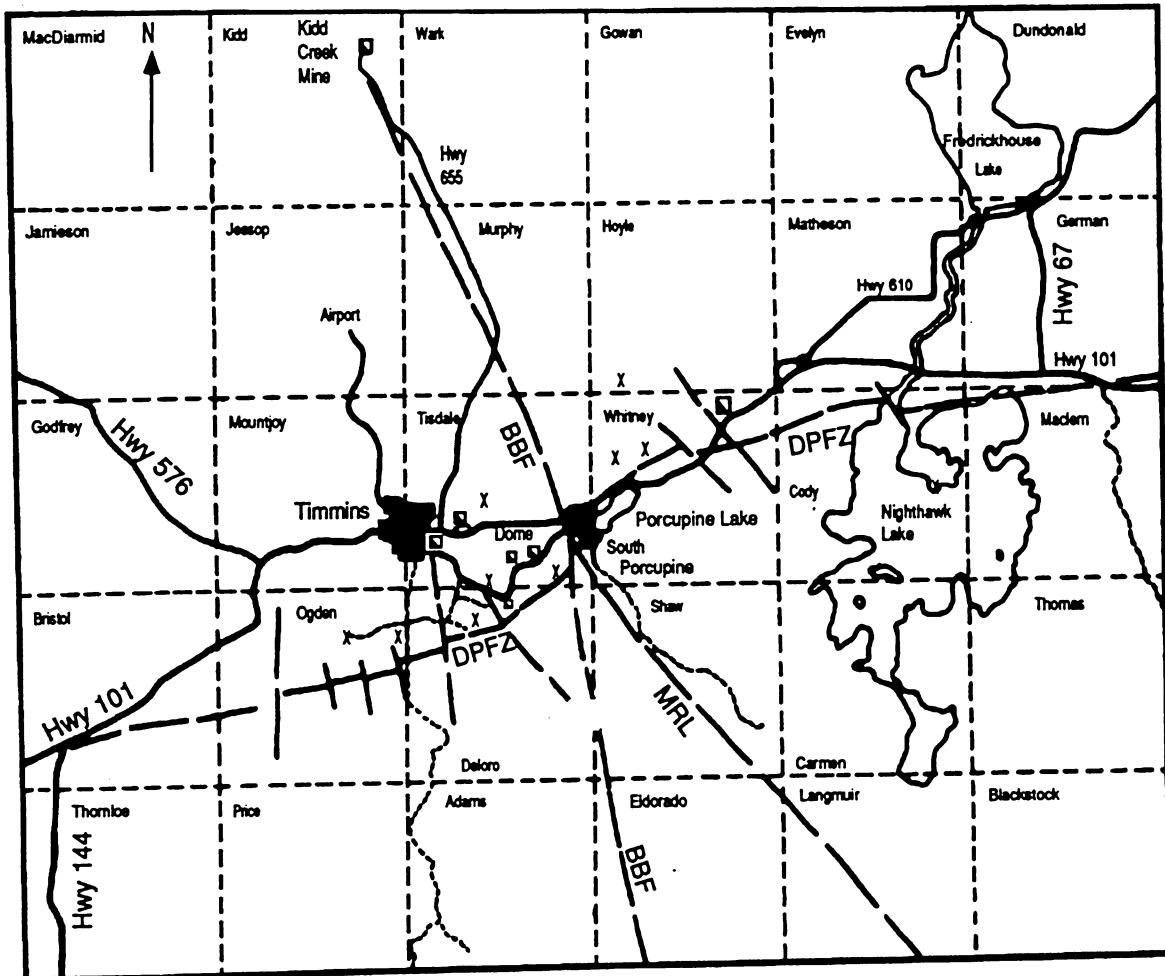 MacDiarmid
N
Kidd
Kidd
Creek
Mine
Wark
Gowan
Evelyn
Dundonald
Hwy
655
Fredrickhouse
Lake
Jamieson
Jessop
Murphy
Hoyle
Matheson
German
Hwy 67
Hwy 610
Airport
Hwy 101
X
Godfrey
Hwy 576
Mountjoy
Tisdale
BBF
Whitney
DPFZ
Maclem
X
X
X
Cody
Timmins
Dome
Porcupine Lake
Nighthawk
Lake
South
Porcupine
X
X
Bristol
Ogden
Shaw
Thomas
X
X
X
DPFZ
Hwy 101
MRL
Deloro
Carmen
Thornloe
Price
Adams
Eldorado
Langmuir
Blackstock
Hwy 144
BBF